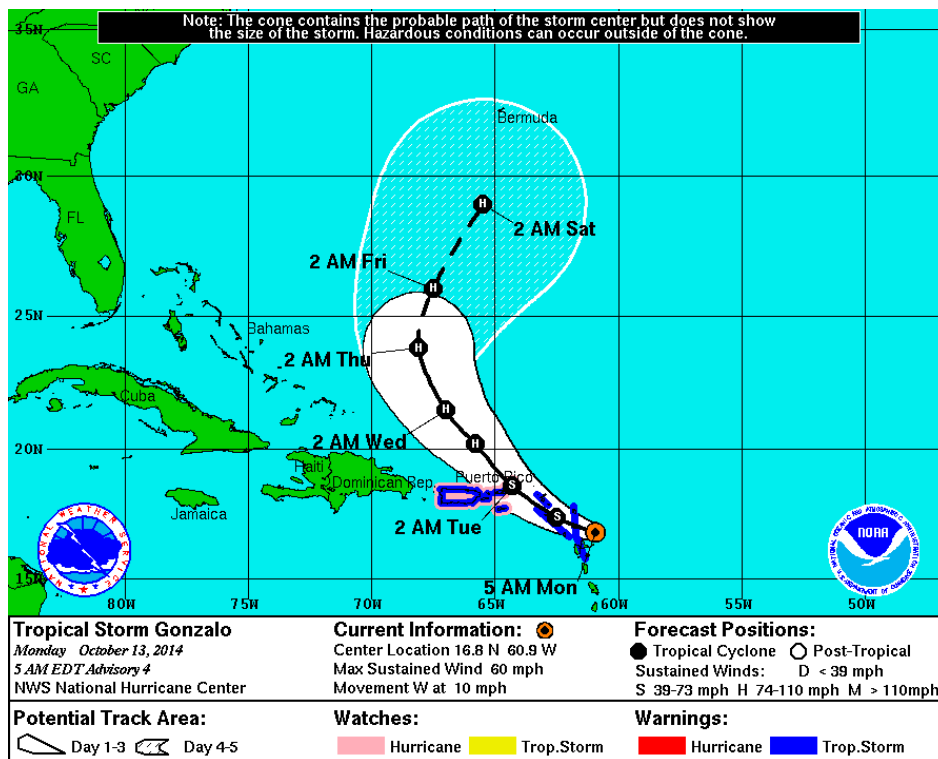 Note: The cone contains the probable path of the storm center but does not show
the size of the storm. Hazardous conditions can occur outside of the cone.
35N
SC
GA
Bermuda
30N
FL
2 AM Sat
2 AM Fri
25N
Bahamas
2 AM Thu
Cuba
2 AM Wed
20N
Haiti
Dominican Rep.
Puerto Rico
Jamaica
2 AM Tue
5 AM Mon
15N
80W
75W
70W
65W
60W
55W
50W
H
H
H
H
H
S
S
NATIONAL WEATHER SERVICE
NOAA
Tropical Storm Gonzalo
Monday October 13, 2014
5 AM EDT Advisory 4
NWS National Hurricane Center
Current Information:
Center Location 16.8 N 60.9 W
Max Sustained Wind 60 mph
Movement W at 10 mph
Forecast Positions:
Tropical Cyclone Post-Tropical
Sustained Winds: D < 39 mph
S 39-73 mph H 74-110 mph M > 110mph
Potential Track Area:
Day 1-3 Day 4-5
Watches:
Hurricane Trop.Storm
Warnings:
Hurricane Trop.Storm